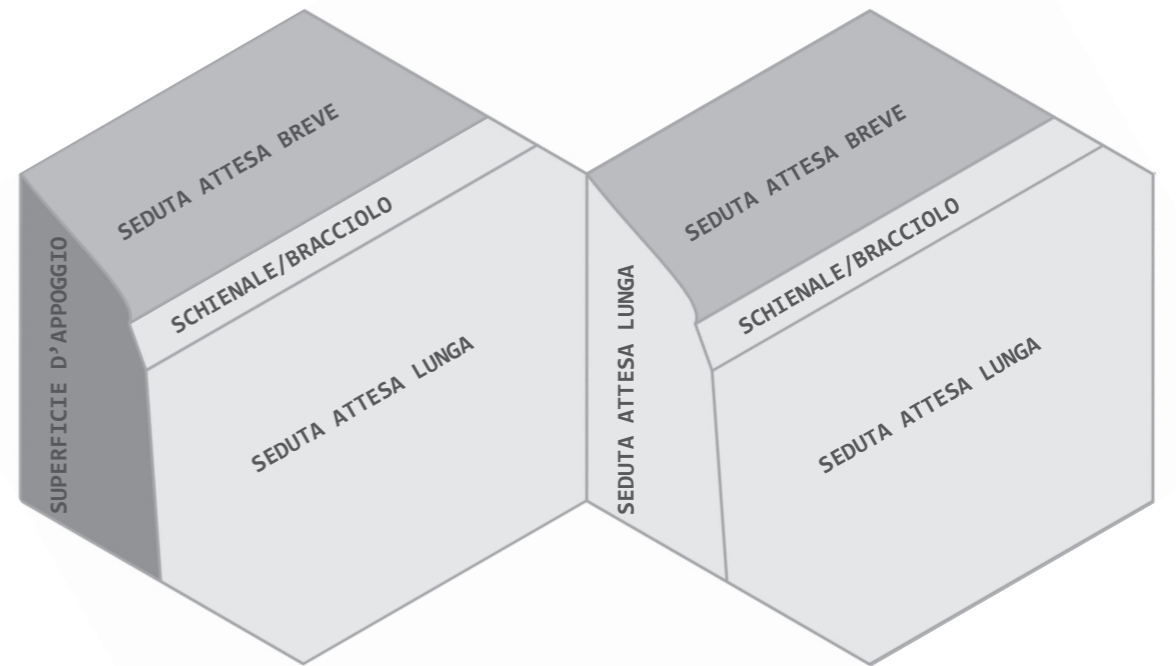 SEDUTA ATTESA BREVE
SCHIENALE/BRACCIOLO
SUPERFICIE D’APPOGGIO
SEDUTA ATTESA LUNGA
SEDUTA ATTESA BREVE
SCHIENALE/BRACCIOLO
SEDUTA ATTESA LUNGA
SEDUTA ATTESA LUNGA